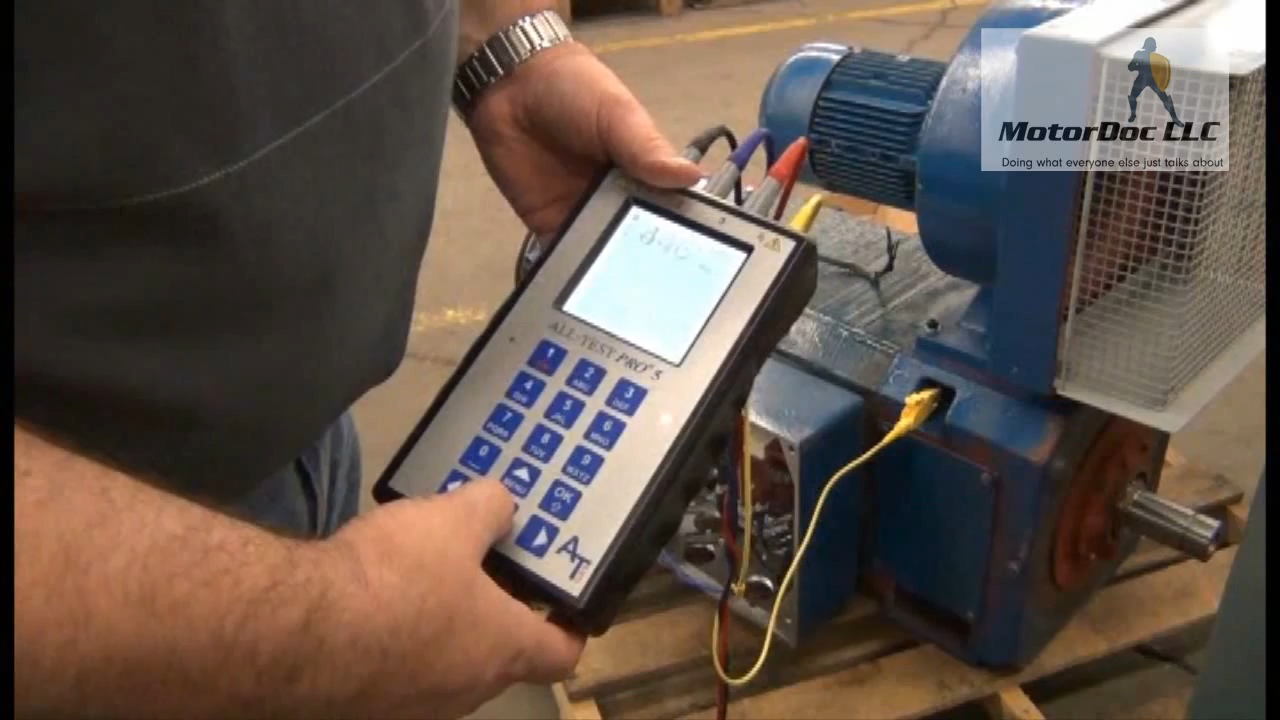 MotorDoc LLC
Doing what everyone else just talks about
ALL-TEST PRO® 5
1
2
ABC
3
DEF
4
GHI
5
JKL
6
MNO
7
PQRS
8
TUV
9
WXYZ
0
MENU
OK
AT